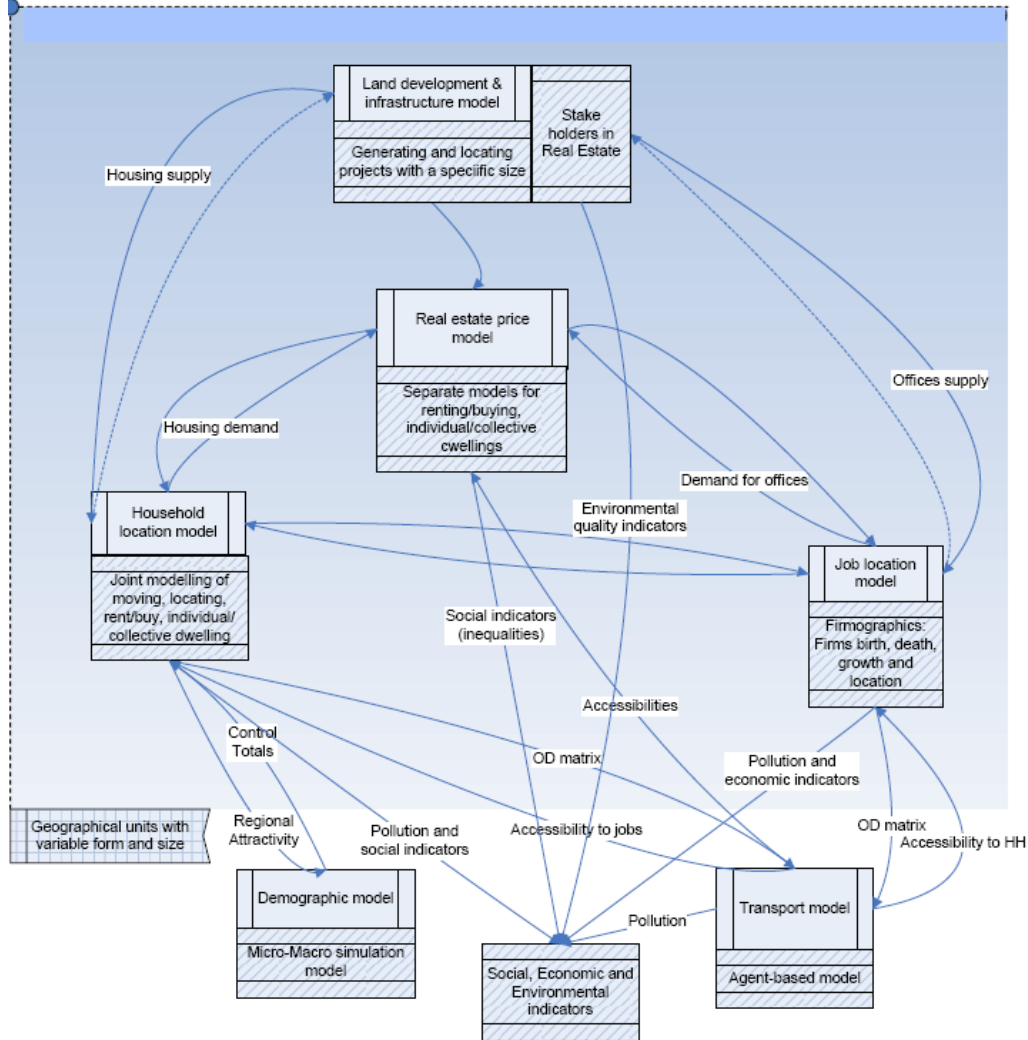 Land development &
infrastructure model
Generating and locating
projects with a speciific size
Stake
holders in
Real Estate
Housing supply
Real estate price
model
Separate models for
renting/buying,
individual/collective
cwellings
Offices supply
Housing demand
Demand for offices
Environmental
quality indicators
Household
location model
Joint modelling of
moving, locating,
rent/buy, individual/
collective dwelling
Job location
model
Firmographics:
Firms birth, death,
growth and
location
Social indicators
(inequalities)
Accessibilities
Control
Totals
OD matrix
Pollution and
economic indicators
Geographical units with
variable form and size
Regional
Attractivity
Pollution and
social indicators
Accessibility to jobs
OD matrix
Accessibility to HH
Demographic model
Micro-Macro simulation
model
Pollution
Transport model
Agent-based model
Social, Economic and
Environmental
indicators